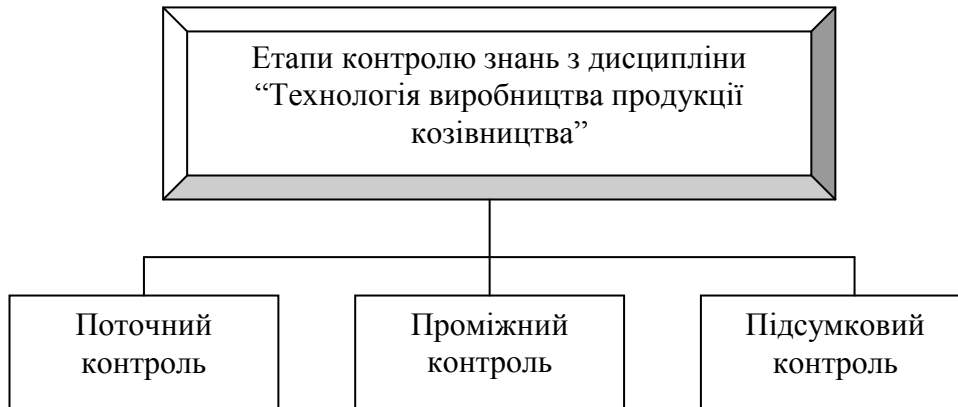 Етапи контролю знань з дисципліни
“Технологія виробництва продукції
козівництва”
Поточний
контроль
Проміжний
контроль
Підсумковий
контроль